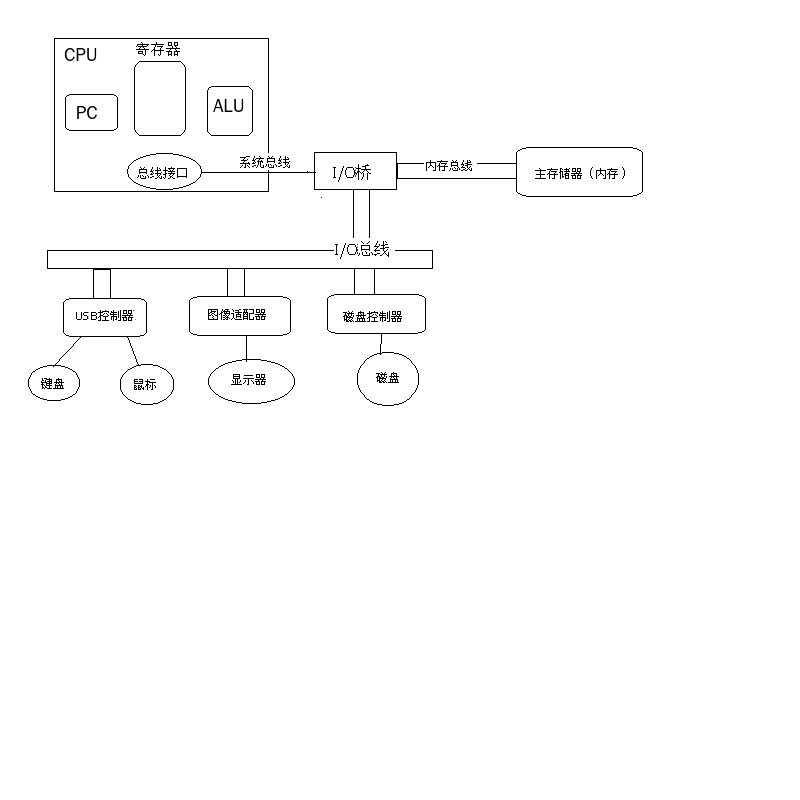 CPU
寄存器
PC
ALU
总线接口
系统总线
I/O桥
内存总线
主存储器（内存）
I/O总线
USB控制器
图像适配器
磁盘控制器
键盘
鼠标
显示器
磁盘